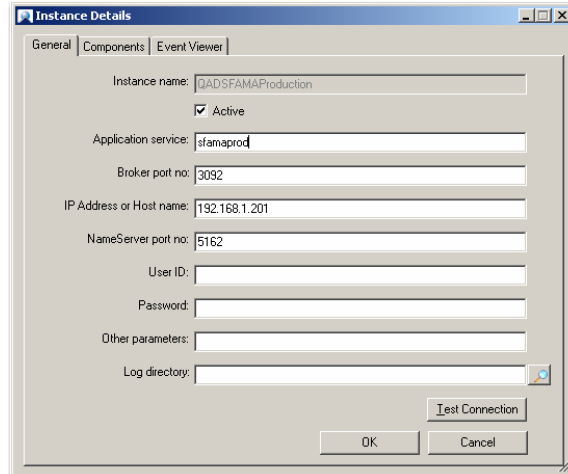 Instance Details
General Components Event Viewer
Instance name: QADSFAMAProduction
Active
Application service: sfamaprod
Broker port no: 3092
IP Address or Host name: 192.168.1.201
NameServer port no: 5162
User ID:
Password:
Other parameters:
Log directory:
Test Connection
OK Cancel